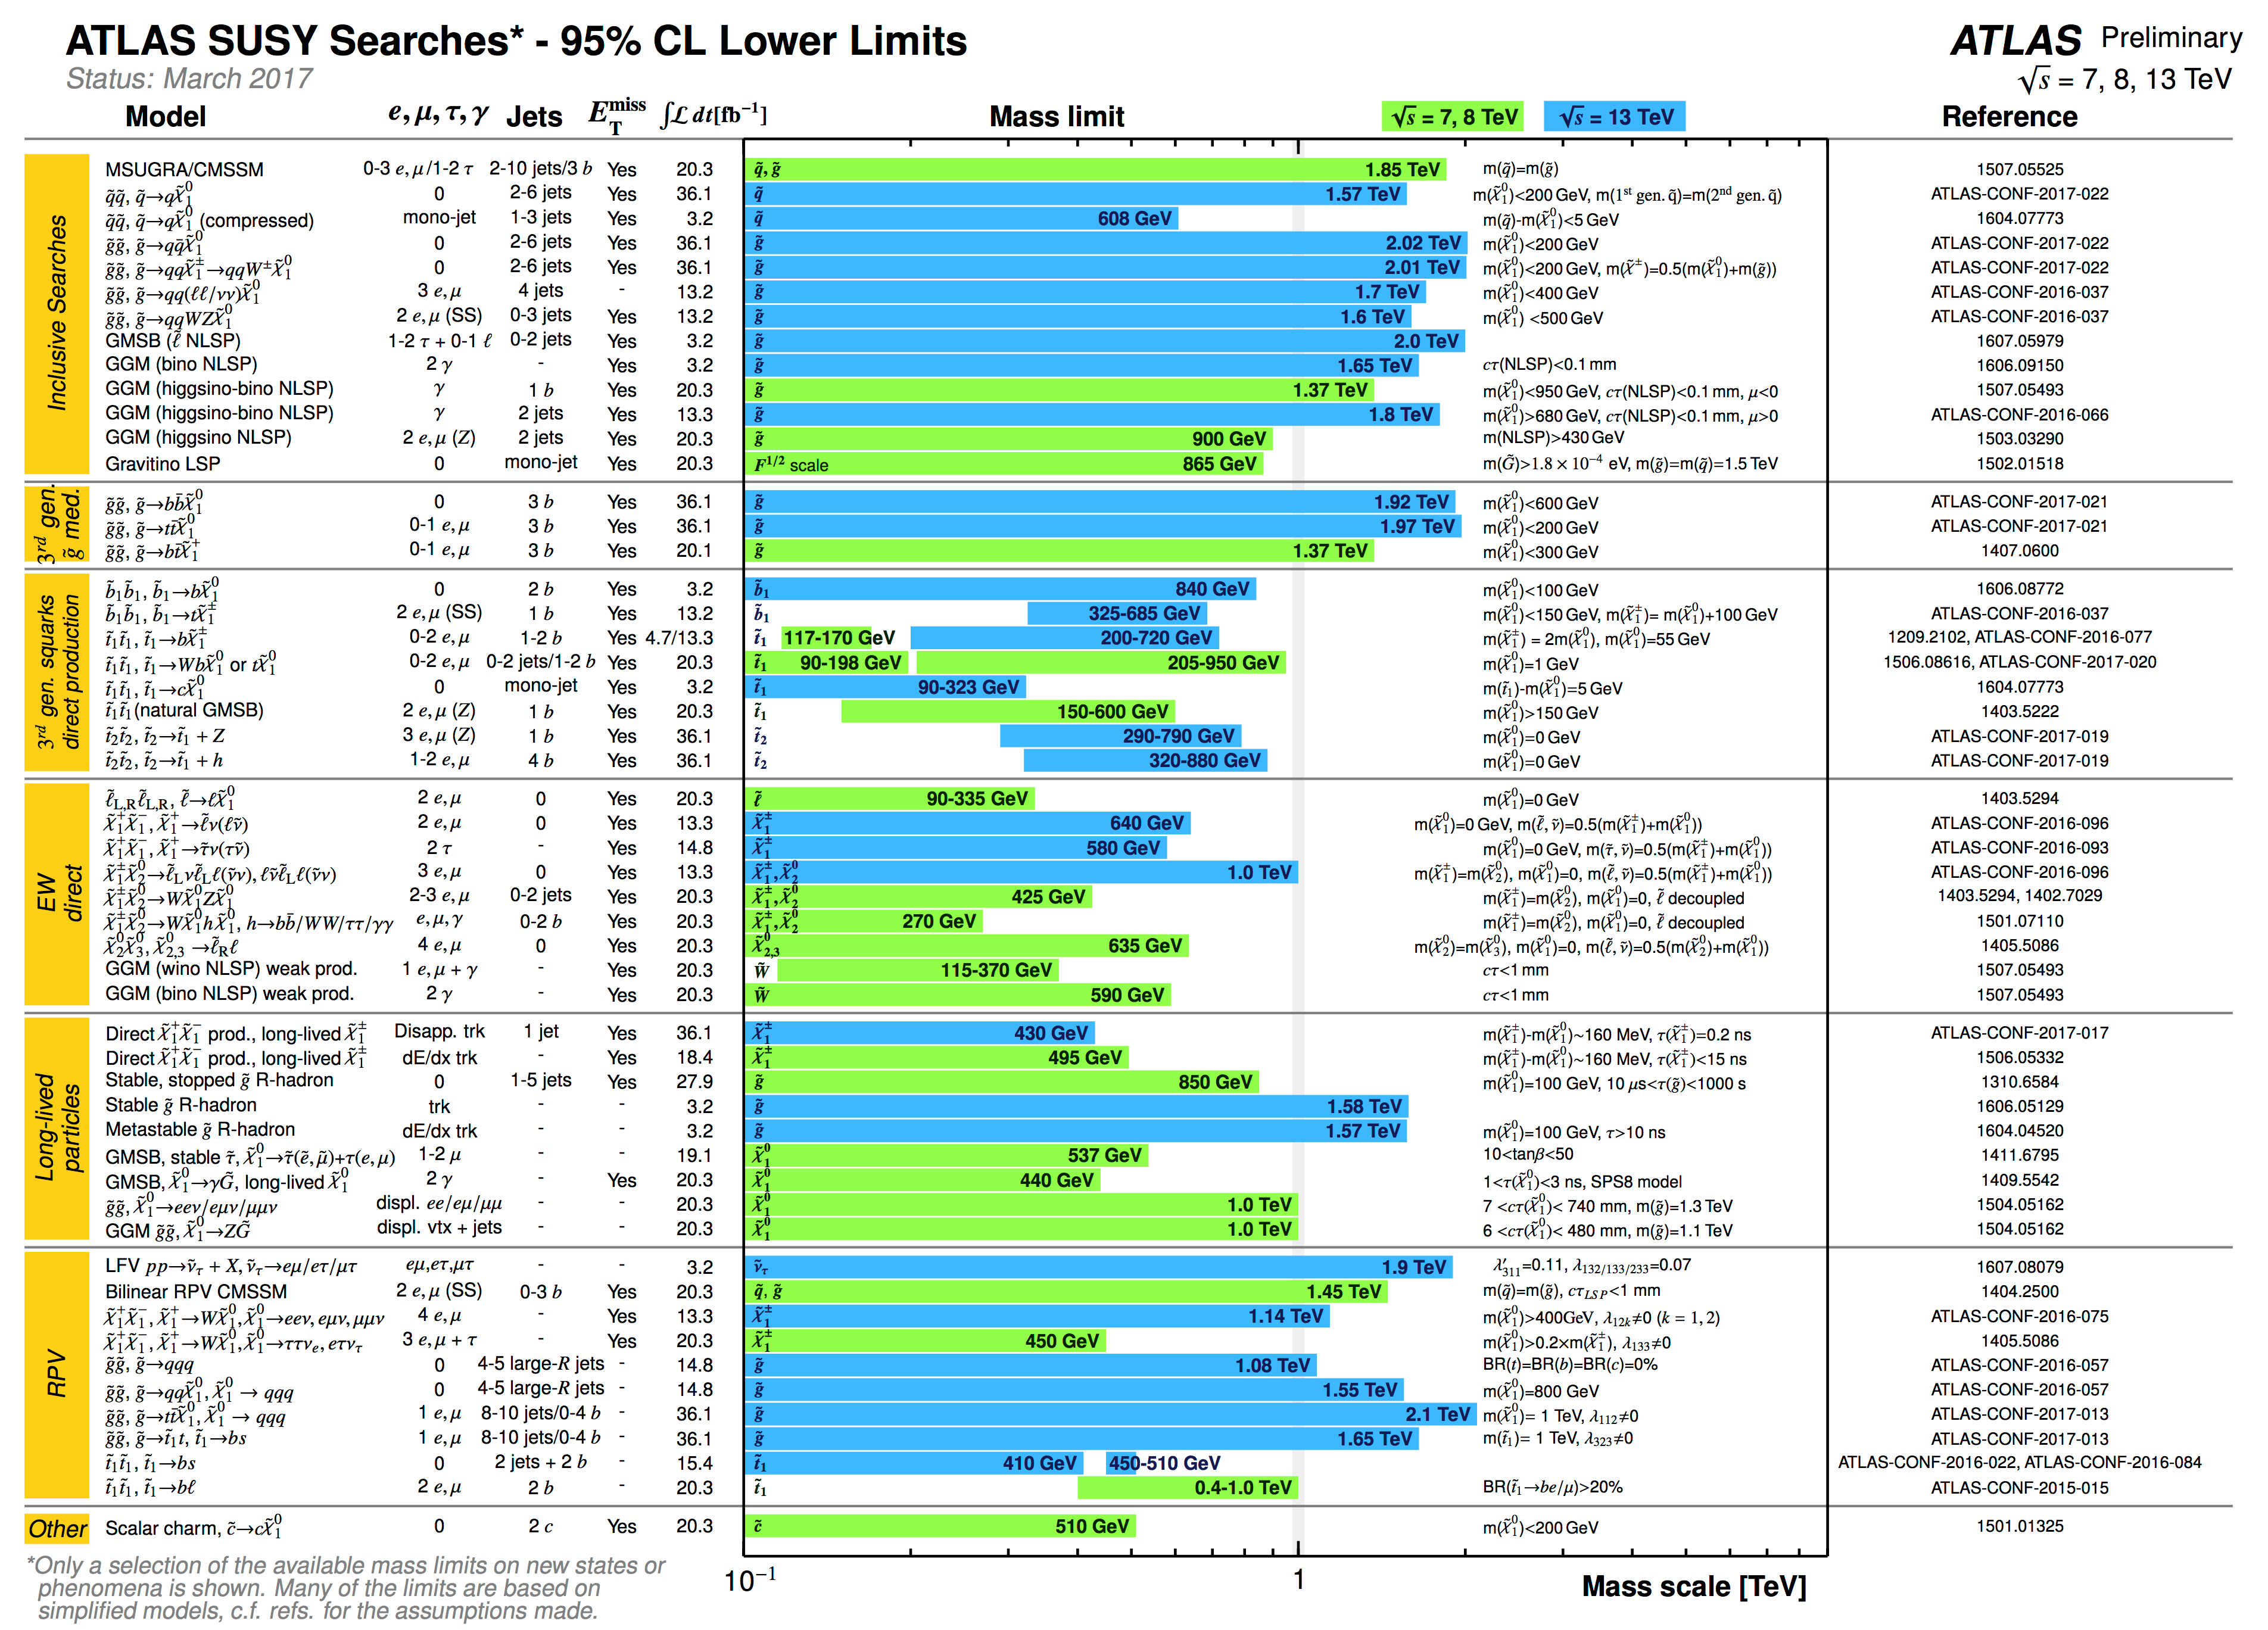 ATLAS SUSY Searches* - 95% CL Lower Limits
Status: March 2017
ATLAS Preliminary
√s = 7, 8, 13 TeV
Model e, μ, τ, γ Jets E_T^miss ∫ℒ dt[fb⁻¹] Mass limit √s = 7, 8 TeV √s = 13 TeV Reference
Inclusive Searches
MSUGRA/CMSSM 0-3 e, μ/1-2 τ 2-10 jets/3 b Yes 20.3 q̃, g̃ 1.85 TeV m(q̃)=m(g̃) 1507.05525
q̃q̃, q̃→qχ̃₁⁰ 0 2-6 jets Yes 36.1 q̃ 1.57 TeV m(χ̃₁⁰)<200 GeV, m(1st gen. q̃)=m(2nd gen. q̃) ATLAS-CONF-2017-022
q̃q̃, q̃→qχ̃₁⁰ (compressed) mono-jet 1-3 jets Yes 3.2 q̃ 608 GeV m(q̃)-m(χ̃₁⁰)<5 GeV 1604.07773
g̃g̃, g̃→qq̄χ̃₁⁰ 0 2-6 jets Yes 36.1 g̃ 2.02 TeV m(χ̃₁⁰)<200 GeV ATLAS-CONF-2017-022
g̃g̃, g̃→qqχ̃₁±→qqW±χ̃₁⁰ 0 2-6 jets Yes 36.1 g̃ 2.01 TeV m(χ̃₁⁰)<200 GeV, m(χ̃±)=0.5(m(χ̃₁⁰)+m(g̃)) ATLAS-CONF-2017-022
g̃g̃, g̃→qq(ℓℓ/νν)χ̃₁⁰ 3 e, μ 4 jets - 13.2 g̃ 1.7 TeV m(χ̃₁⁰)<400 GeV ATLAS-CONF-2016-037
g̃g̃, g̃→qqWZχ̃₁⁰ 2 e, μ (SS) 0-3 jets Yes 13.2 g̃ 1.6 TeV m(χ̃₁⁰) <500 GeV ATLAS-CONF-2016-037
GMSB (ℓ̃ NLSP) 1-2 τ + 0-1 ℓ 0-2 jets Yes 3.2 g̃ 2.0 TeV 1607.05979
GGM (bino NLSP) 2 γ - Yes 3.2 g̃ 1.65 TeV cτ(NLSP)<0.1 mm 1606.09150
GGM (higgsino-bino NLSP) γ 1 b Yes 20.3 g̃ 1.37 TeV m(χ̃₁⁰)<950 GeV, cτ(NLSP)<0.1 mm, μ<0 1507.05493
GGM (higgsino-bino NLSP) γ 2 jets Yes 13.3 g̃ 1.8 TeV m(χ̃₁⁰)>680 GeV, cτ(NLSP)<0.1 mm, μ>0 ATLAS-CONF-2016-066
GGM (higgsino NLSP) 2 e, μ (Z) 2 jets Yes 20.3 g̃ 900 GeV m(NLSP)>430 GeV 1503.03290
Gravitino LSP 0 mono-jet Yes 20.3 F^1/2 scale 865 GeV m(G̃)>1.8 × 10⁻⁴ eV, m(g̃)=m(q̃)=1.5 TeV 1502.01518
3rd gen. g̃ med.
g̃g̃, g̃→bb̄χ̃₁⁰ 0 3 b Yes 36.1 g̃ 1.92 TeV m(χ̃₁⁰)<600 GeV ATLAS-CONF-2017-021
g̃g̃, g̃→tt̄χ̃₁⁰ 0-1 e, μ 3 b Yes 36.1 g̃ 1.97 TeV m(χ̃₁⁰)<200 GeV ATLAS-CONF-2017-021
g̃g̃, g̃→bt̄χ̃₁⁺ 0-1 e, μ 3 b Yes 20.1 g̃ 1.37 TeV m(χ̃₁⁰)<300 GeV 1407.0600
3rd gen. squarks direct production
b̃₁b̃₁, b̃₁→bχ̃₁⁰ 0 2 b Yes 3.2 b̃₁ 840 GeV m(χ̃₁⁰)<100 GeV 1606.08772
b̃₁b̃₁, b̃₁→tχ̃₁± 2 e, μ (SS) 1 b Yes 13.2 b̃₁ 325-685 GeV m(χ̃₁⁰)<150 GeV, m(χ̃₁±)= m(χ̃₁⁰)+100 GeV ATLAS-CONF-2016-037
t̃₁t̃₁, t̃₁→bχ̃₁± 0-2 e, μ 1-2 b Yes 4.7/13.3 t̃₁ 117-170 GeV 200-720 GeV m(χ̃₁±) = 2m(χ̃₁⁰), m(χ̃₁⁰)=55 GeV 1209.2102, ATLAS-CONF-2016-077
t̃₁t̃₁, t̃₁→Wbχ̃₁⁰ or tχ̃₁⁰ 0-2 e, μ 0-2 jets/1-2 b Yes 20.3 t̃₁ 90-198 GeV 205-950 GeV m(χ̃₁⁰)=1 GeV 1506.08616, ATLAS-CONF-2017-020
t̃₁t̃₁, t̃₁→cχ̃₁⁰ 0 mono-jet Yes 3.2 t̃₁ 90-323 GeV m(t̃₁)-m(χ̃₁⁰)=5 GeV 1604.07773
t̃₁t̃₁(natural GMSB) 2 e, μ (Z) 1 b Yes 20.3 t̃₁ 150-600 GeV m(χ̃₁⁰)>150 GeV 1403.5222
t̃₂t̃₂, t̃₂→t̃₁ + Z 3 e, μ (Z) 1 b Yes 36.1 t̃₂ 290-790 GeV m(χ̃₁⁰)=0 GeV ATLAS-CONF-2017-019
t̃₂t̃₂, t̃₂→t̃₁ + h 1-2 e, μ 4 b Yes 36.1 t̃₂ 320-880 GeV m(χ̃₁⁰)=0 GeV ATLAS-CONF-2017-019
EW direct
ℓ̃_L,R ℓ̃_L,R, ℓ̃→ℓχ̃₁⁰ 2 e, μ 0 Yes 20.3 ℓ̃ 90-335 GeV m(χ̃₁⁰)=0 GeV 1403.5294
χ̃₁⁺χ̃₁⁻, χ̃₁⁺→ℓ̃ν(ℓν̃) 2 e, μ 0 Yes 13.3 χ̃₁± 640 GeV m(χ̃₁⁰)=0 GeV, m(ℓ̃, ν̃)=0.5(m(χ̃₁±)+m(χ̃₁⁰)) ATLAS-CONF-2016-096
χ̃₁⁺χ̃₁⁻, χ̃₁⁺→τ̃ν(τν̃) 2 τ - Yes 14.8 χ̃₁± 580 GeV m(χ̃₁⁰)=0 GeV, m(τ̃, ν̃)=0.5(m(χ̃₁±)+m(χ̃₁⁰)) ATLAS-CONF-2016-093
χ̃₁±χ̃₂⁰→ℓ̃_Lνℓ̃_Lℓ(ν̃ν), ℓν̃ℓ̃_Lℓ(ν̃ν) 3 e, μ 0 Yes 13.3 χ̃₁±, χ̃₂⁰ 1.0 TeV m(χ̃₁±)=m(χ̃₂⁰), m(χ̃₁⁰)=0, m(ℓ̃, ν̃)=0.5(m(χ̃₁±)+m(χ̃₁⁰)) ATLAS-CONF-2016-096
χ̃₁±χ̃₂⁰→Wχ̃₁⁰Zχ̃₁⁰ 2-3 e, μ 0-2 jets Yes 20.3 χ̃₁±, χ̃₂⁰ 425 GeV m(χ̃₁±)=m(χ̃₂⁰), m(χ̃₁⁰)=0, ℓ̃ decoupled 1403.5294, 1402.7029
χ̃₁±χ̃₂⁰→Wχ̃₁⁰hχ̃₁⁰, h→bb̄/WW/ττ/γγ e, μ, γ 0-2 b Yes 20.3 χ̃₁±, χ̃₂⁰ 270 GeV m(χ̃₁±)=m(χ̃₂⁰), m(χ̃₁⁰)=0, ℓ̃ decoupled 1501.07110
χ̃₂⁰χ̃₃⁰, χ̃₂,₃⁰ →ℓ̃_Rℓ 4 e, μ 0 Yes 20.3 χ̃₂,₃⁰ 635 GeV m(χ̃₂⁰)=m(χ̃₃⁰), m(χ̃₁⁰)=0, m(ℓ̃, ν̃)=0.5(m(χ̃₂⁰)+m(χ̃₁⁰)) 1405.5086
GGM (wino NLSP) weak prod. 1 e, μ + γ - Yes 20.3 W̃ 115-370 GeV cτ<1 mm 1507.05493
GGM (bino NLSP) weak prod. 2 γ - Yes 20.3 W̃ 590 GeV cτ<1 mm 1507.05493
Long-lived particles
Direct χ̃₁⁺χ̃₁⁻ prod., long-lived χ̃₁± Disapp. trk 1 jet Yes 36.1 χ̃₁± 430 GeV m(χ̃₁±)-m(χ̃₁⁰)~160 MeV, τ(χ̃₁±)=0.2 ns ATLAS-CONF-2017-017
Direct χ̃₁⁺χ̃₁⁻ prod., long-lived χ̃₁± dE/dx trk - Yes 18.4 χ̃₁± 495 GeV m(χ̃₁±)-m(χ̃₁⁰)~160 MeV, τ(χ̃₁±)<15 ns 1506.05332
Stable, stopped g̃ R-hadron 0 1-5 jets Yes 27.9 g̃ 850 GeV m(χ̃₁⁰)=100 GeV, 10 μs<τ(g̃)<1000 s 1310.6584
Stable g̃ R-hadron trk - - 3.2 g̃ 1.58 TeV 1606.05129
Metastable g̃ R-hadron dE/dx trk - - 3.2 g̃ 1.57 TeV m(χ̃₁⁰)=100 GeV, τ>10 ns 1604.04520
GMSB, stable τ̃, χ̃₁⁰→τ̃(ẽ, μ̃)+τ(e, μ) 1-2 μ - - 19.1 χ̃₁⁰ 537 GeV 10<tanβ<50 1411.6795
GMSB, χ̃₁⁰→γG̃, long-lived χ̃₁⁰ 2 γ - Yes 20.3 χ̃₁⁰ 440 GeV 1<τ(χ̃₁⁰)<3 ns, SPS8 model 1409.5542
g̃g̃, χ̃₁⁰→eeν/eμν/μμν displ. ee/eμ/μμ - - 20.3 χ̃₁⁰ 1.0 TeV 7 <cτ(χ̃₁⁰)< 740 mm, m(g̃)=1.3 TeV 1504.05162
GGM g̃g̃, χ̃₁⁰→ZG̃ displ. vtx + jets - - 20.3 χ̃₁⁰ 1.0 TeV 6 <cτ(χ̃₁⁰)< 480 mm, m(g̃)=1.1 TeV 1504.05162
RPV
LFV pp→ν̃_τ + X, ν̃_τ→eμ/eτ/μτ eμ,eτ,μτ - - 3.2 ν̃_τ 1.9 TeV λ′₃₁₁=0.11, λ₁₃₂/₁₃₃/₂₃₃=0.07 1607.08079
Bilinear RPV CMSSM 2 e, μ (SS) 0-3 b Yes 20.3 q̃, g̃ 1.45 TeV m(q̃)=m(g̃), cτ_LSP<1 mm 1404.2500
χ̃₁⁺χ̃₁⁻, χ̃₁⁺→Wχ̃₁⁰, χ̃₁⁰→eeν, eμν, μμν 4 e, μ - Yes 13.3 χ̃₁± 1.14 TeV m(χ̃₁⁰)>400GeV, λ₁₂ₖ≠0 (k = 1, 2) ATLAS-CONF-2016-075
χ̃₁⁺χ̃₁⁻, χ̃₁⁺→Wχ̃₁⁰, χ̃₁⁰→ττν_e, eτν_τ 3 e, μ + τ - Yes 20.3 χ̃₁± 450 GeV m(χ̃₁⁰)>0.2×m(χ̃₁±), λ₁₃₃≠0 1405.5086
g̃g̃, g̃→qqq 0 4-5 large-R jets - 14.8 g̃ 1.08 TeV BR(t)=BR(b)=BR(c)=0% ATLAS-CONF-2016-057
g̃g̃, g̃→qqχ̃₁⁰, χ̃₁⁰ → qqq 0 4-5 large-R jets - 14.8 g̃ 1.55 TeV m(χ̃₁⁰)=800 GeV ATLAS-CONF-2016-057
g̃g̃, g̃→tt̄χ̃₁⁰, χ̃₁⁰ → qqq 1 e, μ 8-10 jets/0-4 b - 36.1 g̃ 2.1 TeV m(χ̃₁⁰)= 1 TeV, λ₁₁₂≠0 ATLAS-CONF-2017-013
g̃g̃, g̃→t̃₁t, t̃₁→bs 1 e, μ 8-10 jets/0-4 b - 36.1 g̃ 1.65 TeV m(t̃₁)= 1 TeV, λ₃₂₃≠0 ATLAS-CONF-2017-013
t̃₁t̃₁, t̃₁→bs 0 2 jets + 2 b - 15.4 t̃₁ 410 GeV 450-510 GeV ATLAS-CONF-2016-022, ATLAS-CONF-2016-084
t̃₁t̃₁, t̃₁→bℓ 2 e, μ 2 b - 20.3 t̃₁ 0.4-1.0 TeV BR(t̃₁→be/μ)>20% ATLAS-CONF-2015-015
Other
Scalar charm, c̃→cχ̃₁⁰ 0 2 c Yes 20.3 c̃ 510 GeV m(χ̃₁⁰)<200 GeV 1501.01325
10⁻¹ 1 Mass scale [TeV]
*Only a selection of the available mass limits on new states or
phenomena is shown. Many of the limits are based on
simplified models, c.f. refs. for the assumptions made.